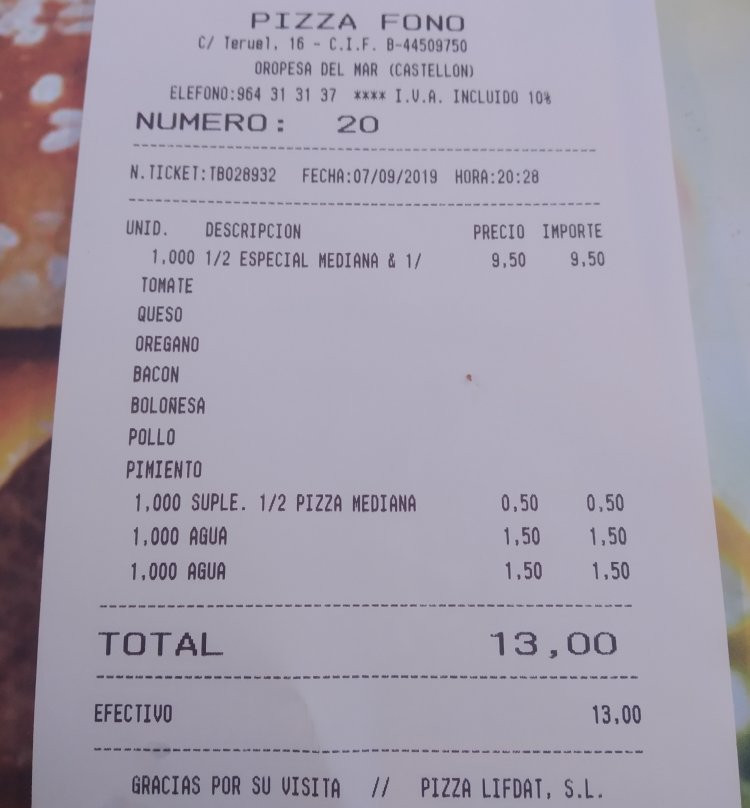 PIZZA FONO
C/ Teruel, 16 - C.I.F. B-44509750
OROPESA DEL MAR (CASTELLON)
ELEFONO:964 31 31 37 **** I.V.A. INCLUIDO 10%
NUMERO: 20
N.TICKET:TB028932 FECHA:07/09/2019 HORA:20:28
UNID. DESCRIPCION PRECIO IMPORTE
1,000 1/2 ESPECIAL MEDIANA & 1/ 9,50 9,50
TOMATE
QUESO
OREGANO
BACON
BOLOÑESA
POLLO
PIMIENTO
1,000 SUPLE. 1/2 PIZZA MEDIANA 0,50 0,50
1,000 AGUA 1,50 1,50
1,000 AGUA 1,50 1,50
TOTAL 13,00
EFECTIVO 13,00
GRACIAS POR SU VISITA // PIZZA LIFDAT, S.L.